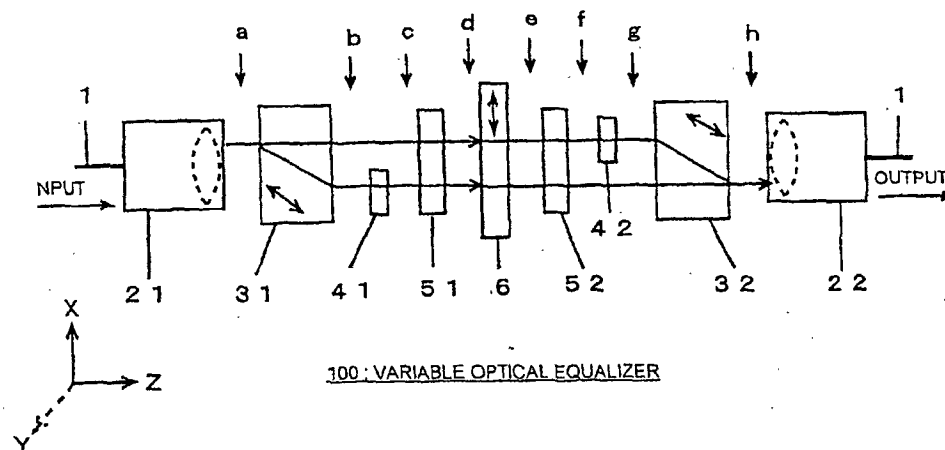 a b c d e f g h
1 1
NPUT OUTPUT
4 2
2 1 3 1 4 1 5 1 6 5 2 3 2 2 2
X
Z
Y
100 : VARIABLE OPTICAL EQUALIZER